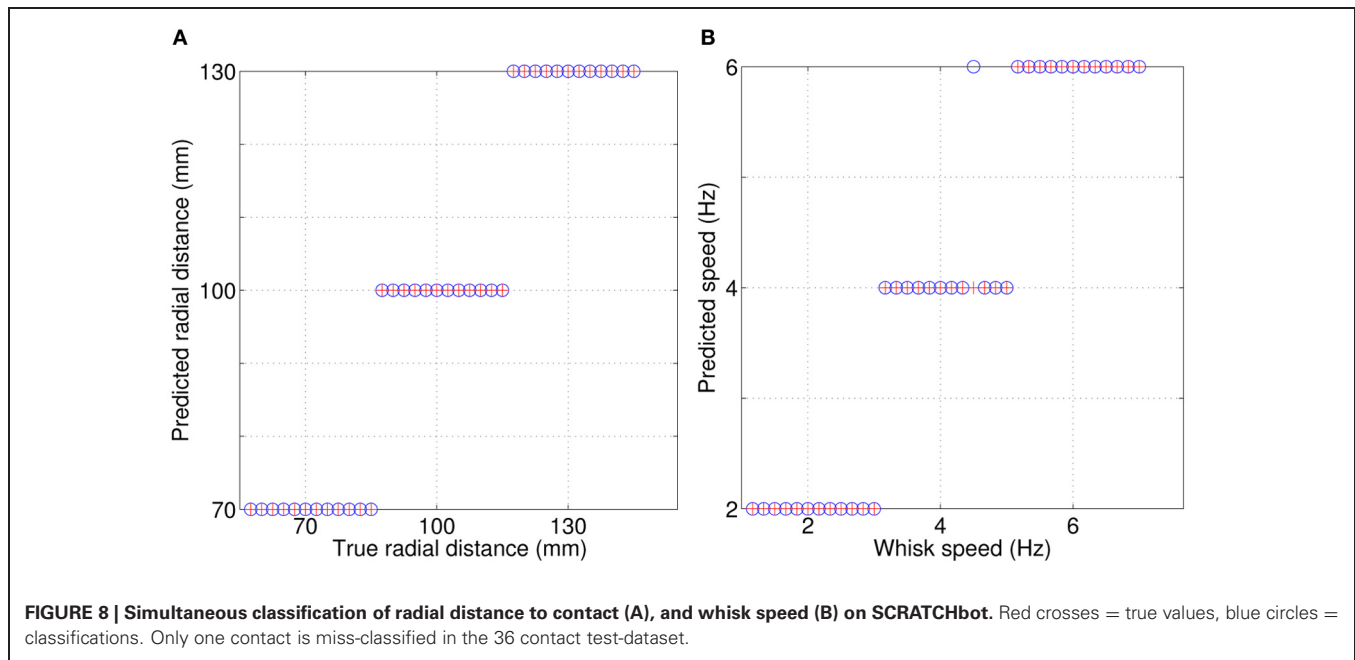 A
B
130
100
70
70
100
130
Predicted radial distance (mm)
True radial distance (mm)
6
4
2
2
4
6
Predicted speed (Hz)
Whisk speed (Hz)
FIGURE 8 | Simultaneous classification of radial distance to contact (A), and whisk speed (B) on SCRATCHbot. Red crosses = true values, blue circles =
classifications. Only one contact is miss-classified in the 36 contact test-dataset.